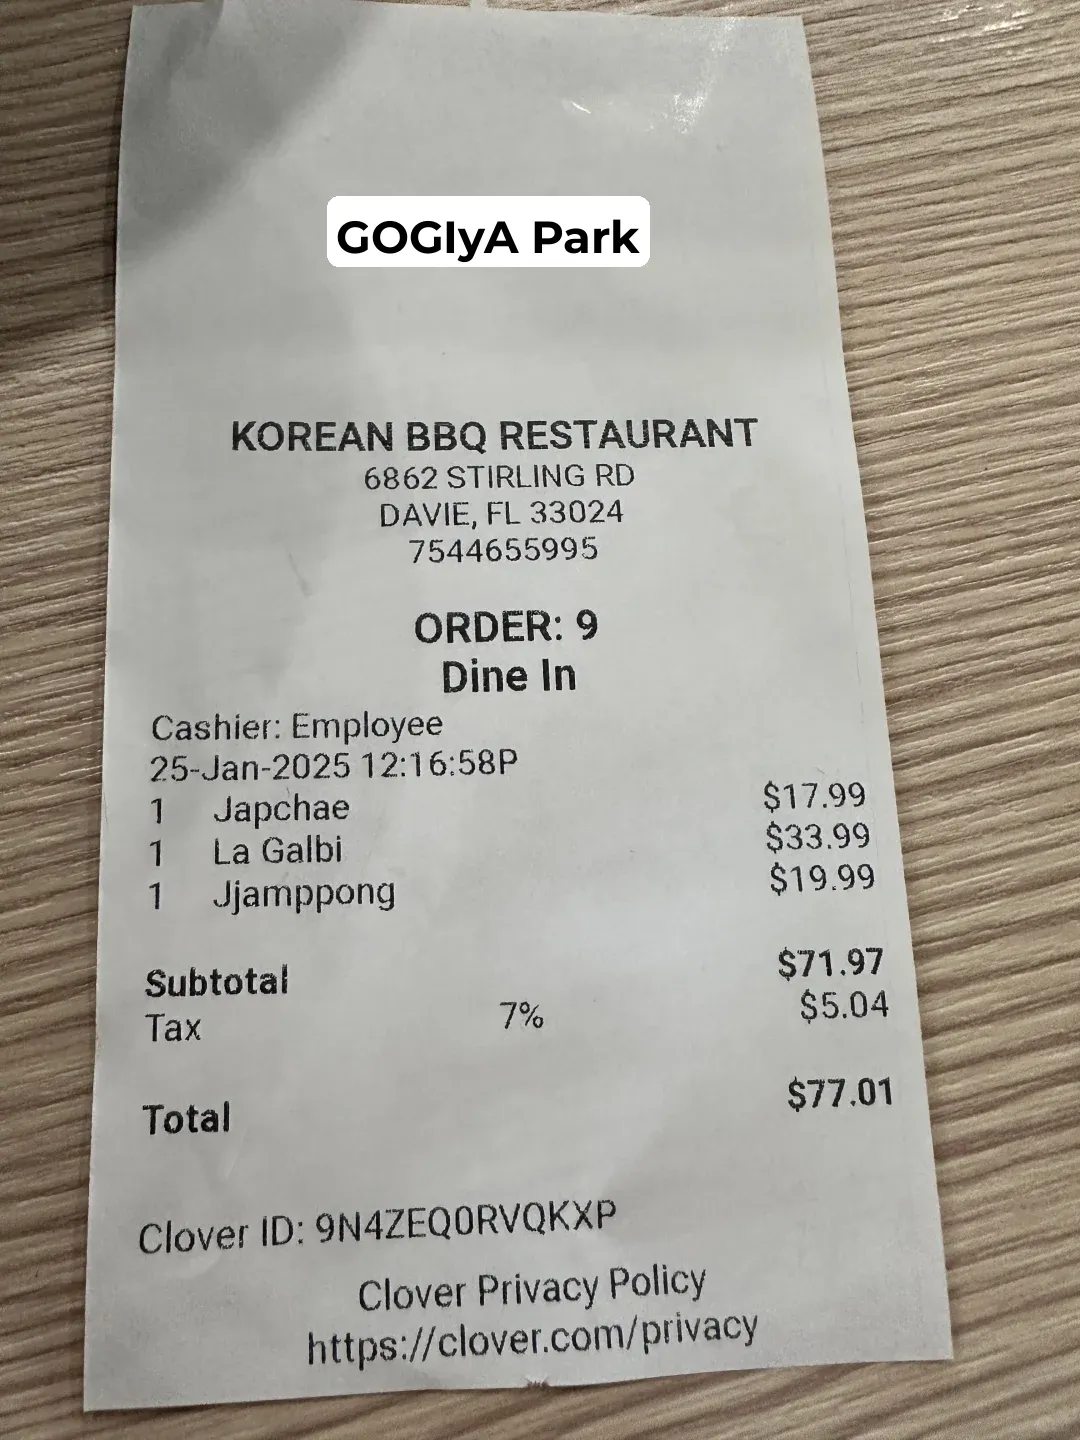 GOGIyA Park
KOREAN BBQ RESTAURANT
6862 STIRLING RD
DAVIE, FL 33024
7544655995
ORDER: 9
Dine In
Cashier: Employee
25-Jan-2025 12:16:58P
1 Japchae $17.99
1 La Galbi $33.99
1 Jjamppong $19.99
Subtotal $71.97
Tax 7% $5.04
Total $77.01
Clover ID: 9N4ZEQ0RVQKXP
Clover Privacy Policy
https://clover.com/privacy